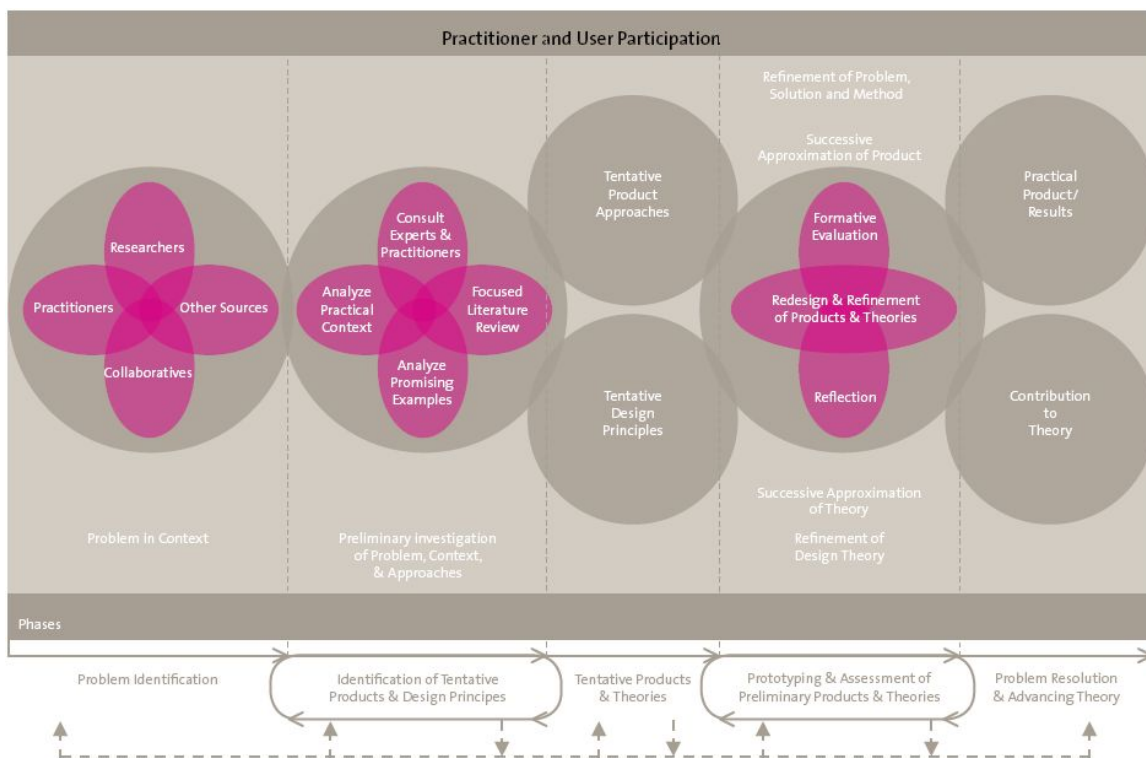 Practitioner and User Participation
Researchers
Practitioners
Other Sources
Collaboratives
Problem in Context
Consult
Experts &
Practitioners
Analyze
Practical
Context
Focused
Literature
Review
Analyze
Promising
Examples
Preliminary investigation
of Problem, Context,
& Approaches
Tentative
Product
Approaches
Tentative
Design
Principles
Refinement of Problem,
Solution and Method
Successive
Approximation of Product
Formative
Evaluation
Redesign & Refinement
of Products & Theories
Reflection
Successive Approximation
of Theory
Refinement of
Design Theory
Practical
Product/
Results
Contribution
to
Theory
Phases
Problem Identification
Identification of Tentative
Products & Design Principes
Tentative Products
& Theories
Prototyping & Assessment of
Preliminary Products & Theories
Problem Resolution
& Advancing Theory